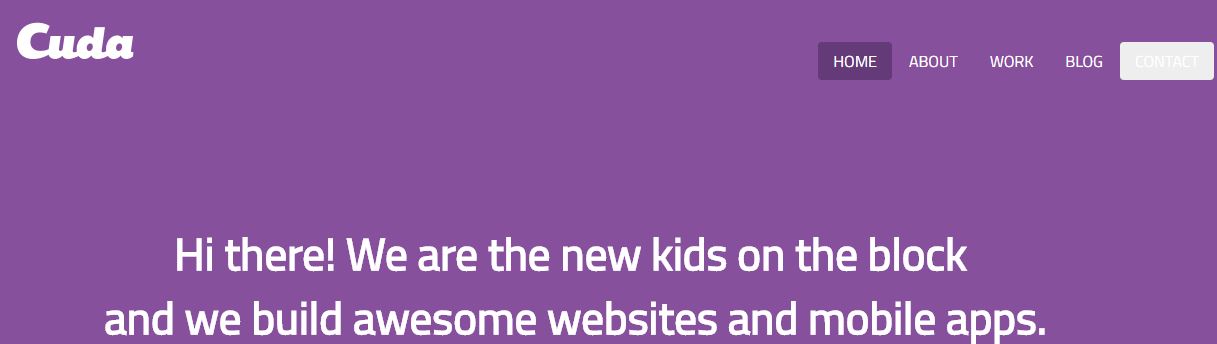 Cuda
HOME ABOUT WORK BLOG CONTACT
Hi there! We are the new kids on the block
and we build awesome websites and mobile apps.